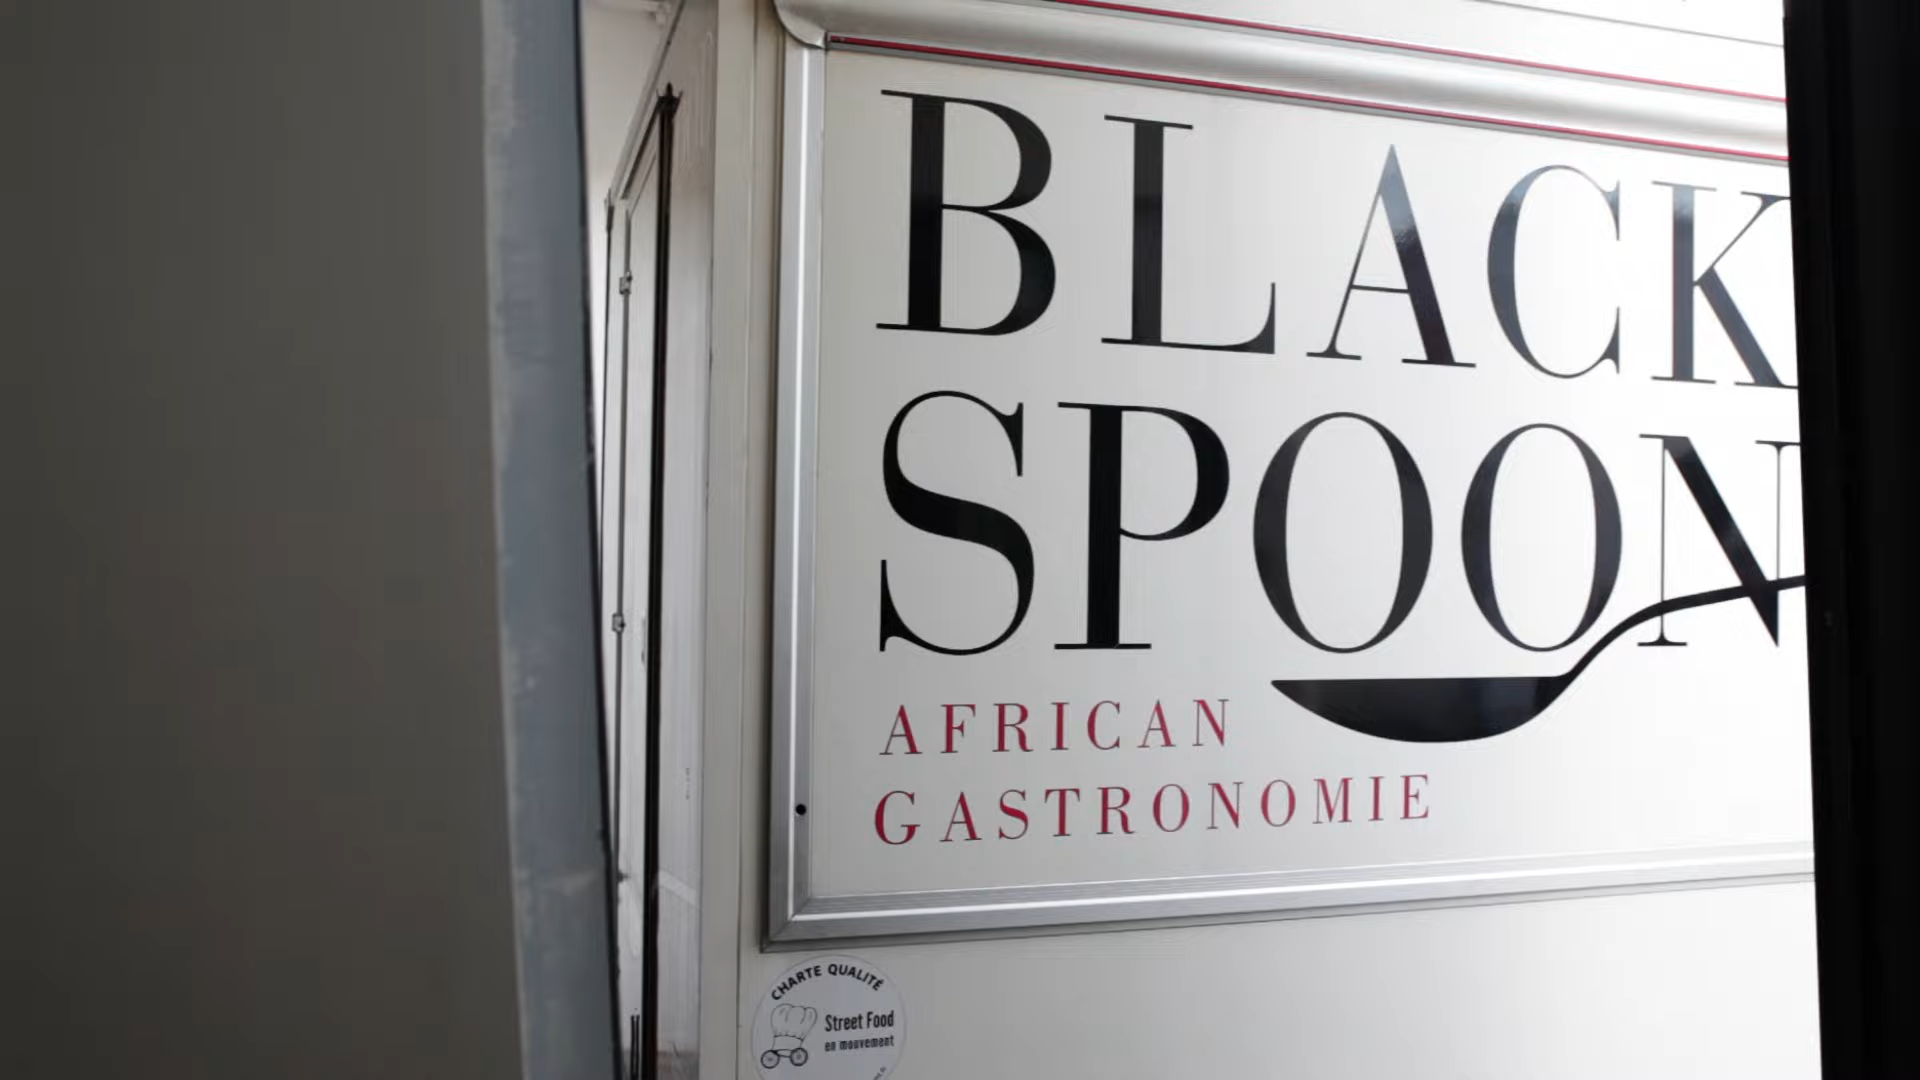 BLACK
SPOON
AFRICAN
GASTRONOMIE
CHARTE QUALITÉ
Street Food
en mouvement